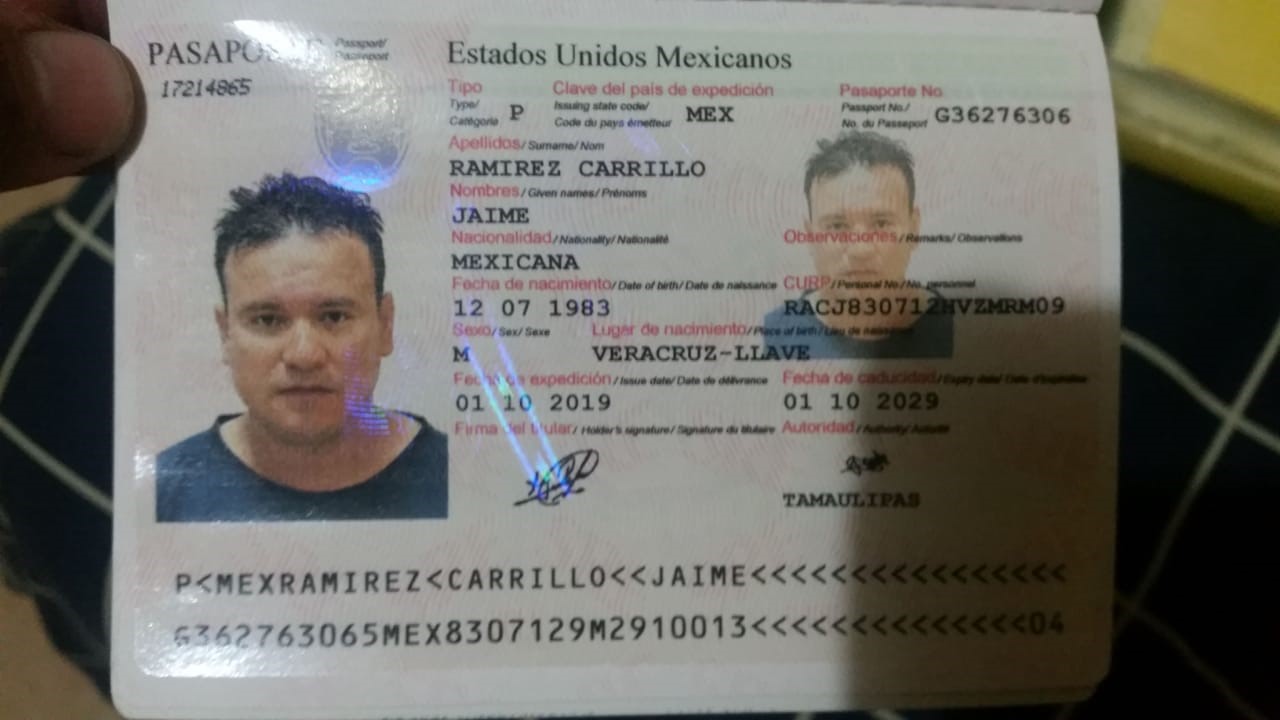 PASAPORTE Passport/
Passeport
17214865
Estados Unidos Mexicanos
Tipo Clave del país de expedición Pasaporte No.
Type/ Issuing state code/ Passport No./
Catégorie P Code du pays émetteur MEX No. du Passeport G36276306
Apellidos/ Surname/ Nom
RAMIREZ CARRILLO
Nombres/ Given names/ Prénoms
JAIME
Nacionalidad/ Nationality/ Nationalité Observaciones/ Remarks/ Observations
MEXICANA
Fecha de nacimiento/ Date of birth/ Date de naissance CURP/ Personal No./ No. personnel
12 07 1983 RACJ830712HVZMRM09
Sexo/ Sex/ Sexe Lugar de nacimiento/ Place of birth/ Lieu de naissance
M VERACRUZ-LLAVE
Fecha de expedición/ Issue date/ Date de délivrance Fecha de caducidad/ Expiry date/ Date d'expiration
01 10 2019 01 10 2029
Firma del titular/ Holder's signature/ Signature du titulaire Autoridad/ Authority/ Autorité
TAMAULIPAS
P<MEXRAMIREZ<CARRILLO<<JAIME<<<<<<<<<<<<<<<<
G362763065MEX8307129M2910013<<<<<<<<<<<<<<04